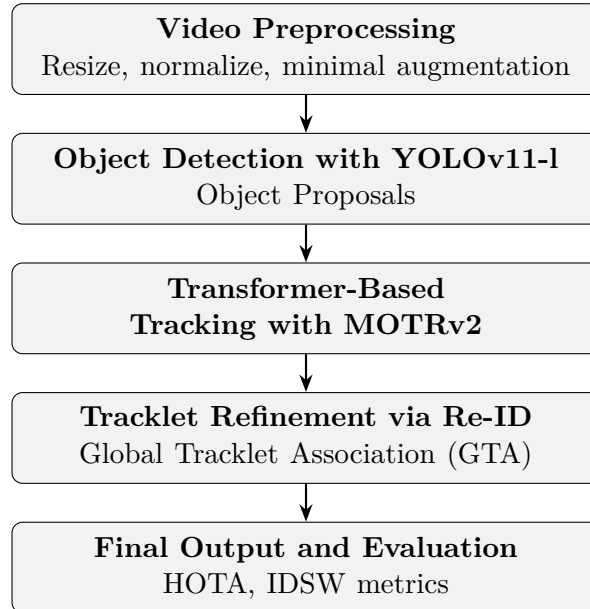 Video Preprocessing
Resize, normalize, minimal augmentation
Object Detection with YOLOv11-l
Object Proposals
Transformer-Based
Tracking with MOTRv2
Tracklet Refinement via Re-ID
Global Tracklet Association (GTA)
Final Output and Evaluation
HOTA, IDSW metrics